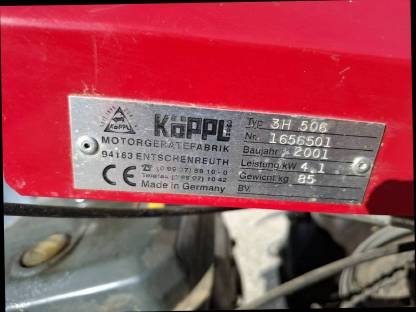 KÖPPL
KÖPPL
MOTORGERÄTEFABRIK
94163 ENTSCHENREUTH
Made in Germany
CE
Typ 3H 506
Nr. 1656501
Baujahr 2001
Leistung kW 4.1
Gewicht kg 85
BV.